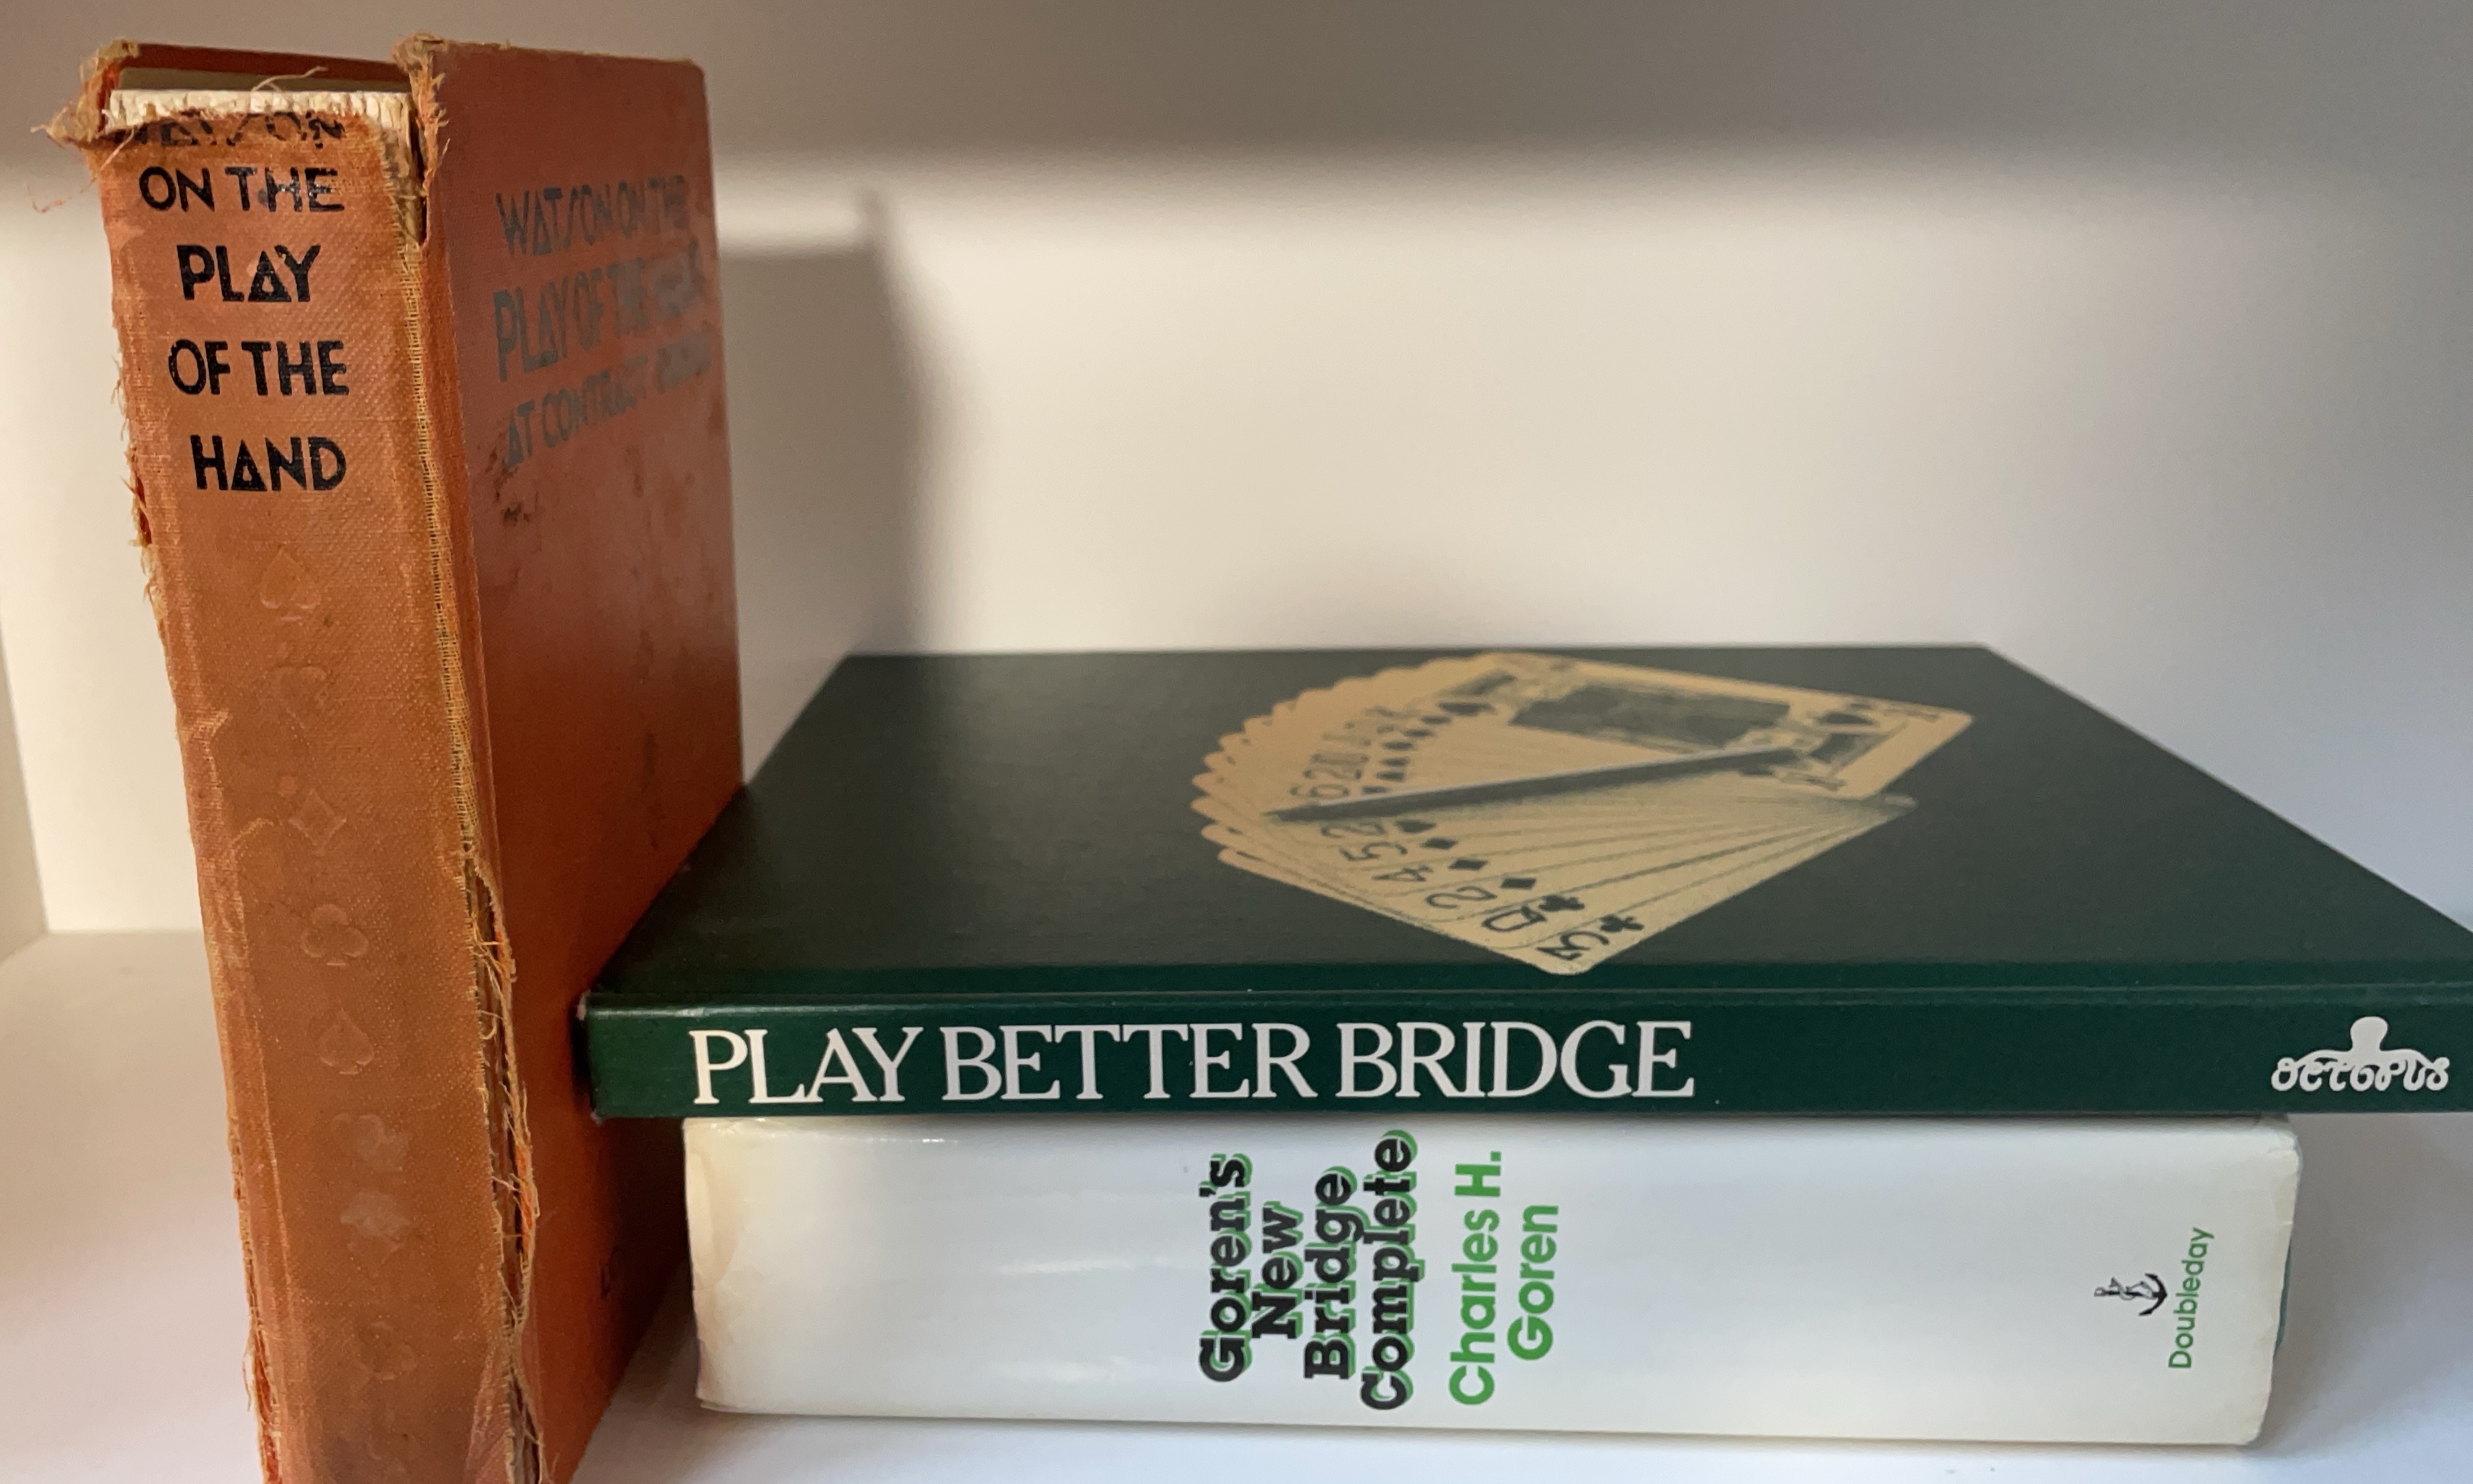 WATSON
ON THE
PLAY
OF THE
HAND
WATSON ON THE
PLAY OF THE
AT CONTRACT
PLAY BETTER BRIDGE
octopus
Goren's
New
Bridge
Complete
Charles H.
Goren
Doubleday